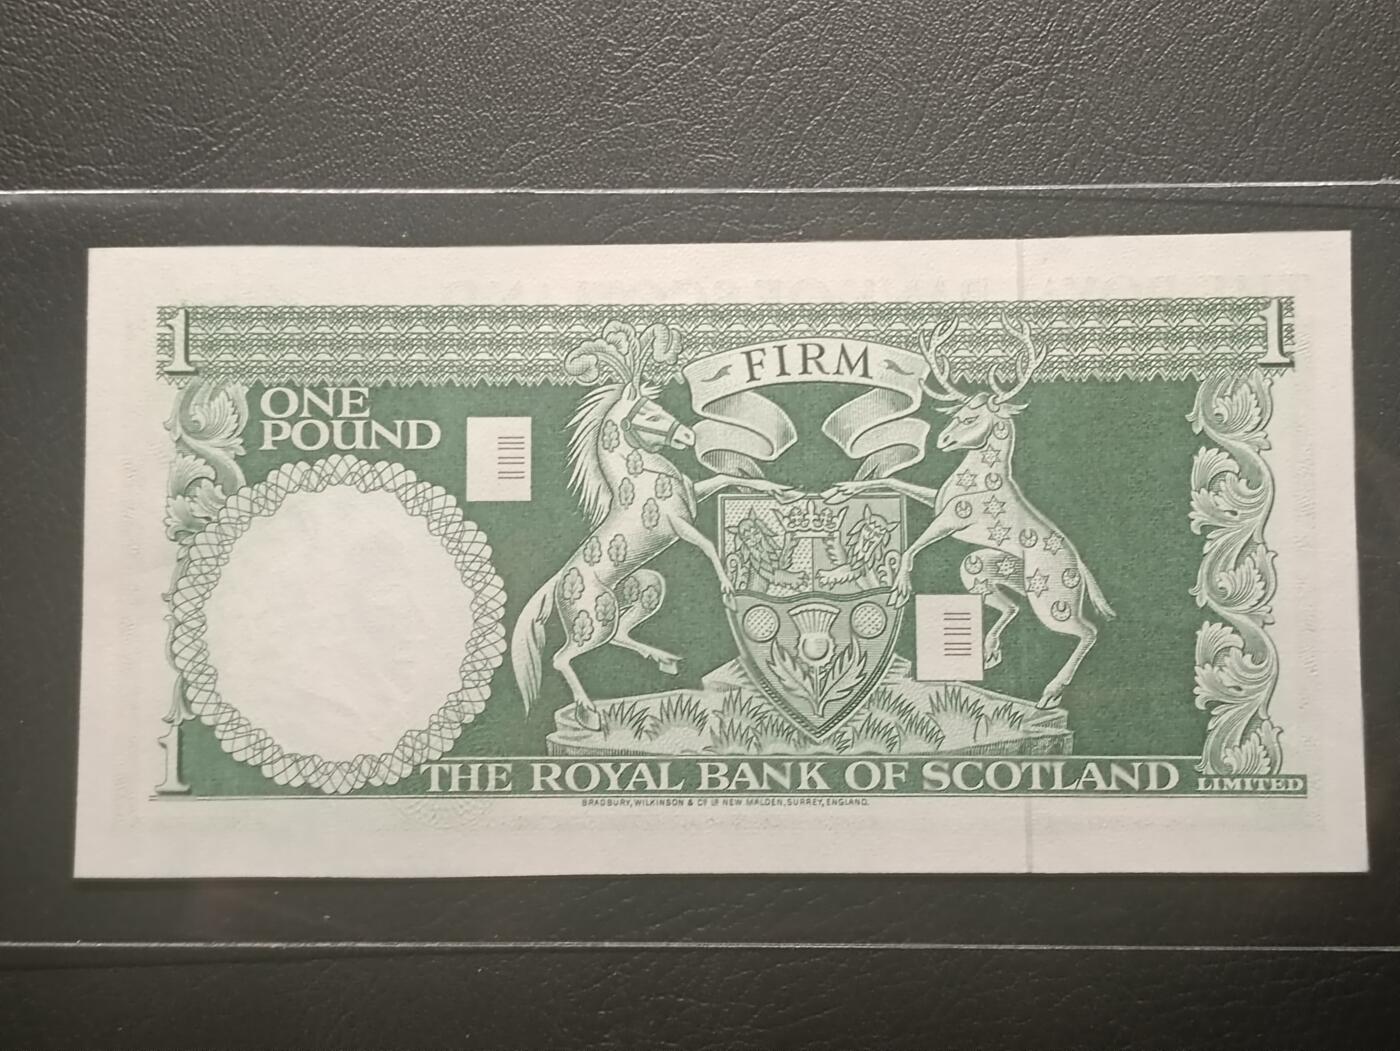 1
1
FIRM
ONE
POUND
1
THE ROYAL BANK OF SCOTLAND LIMITED
BRADBURY, WILKINSON & Cº Lᴰ NEW MALDEN, SURREY, ENGLAND.